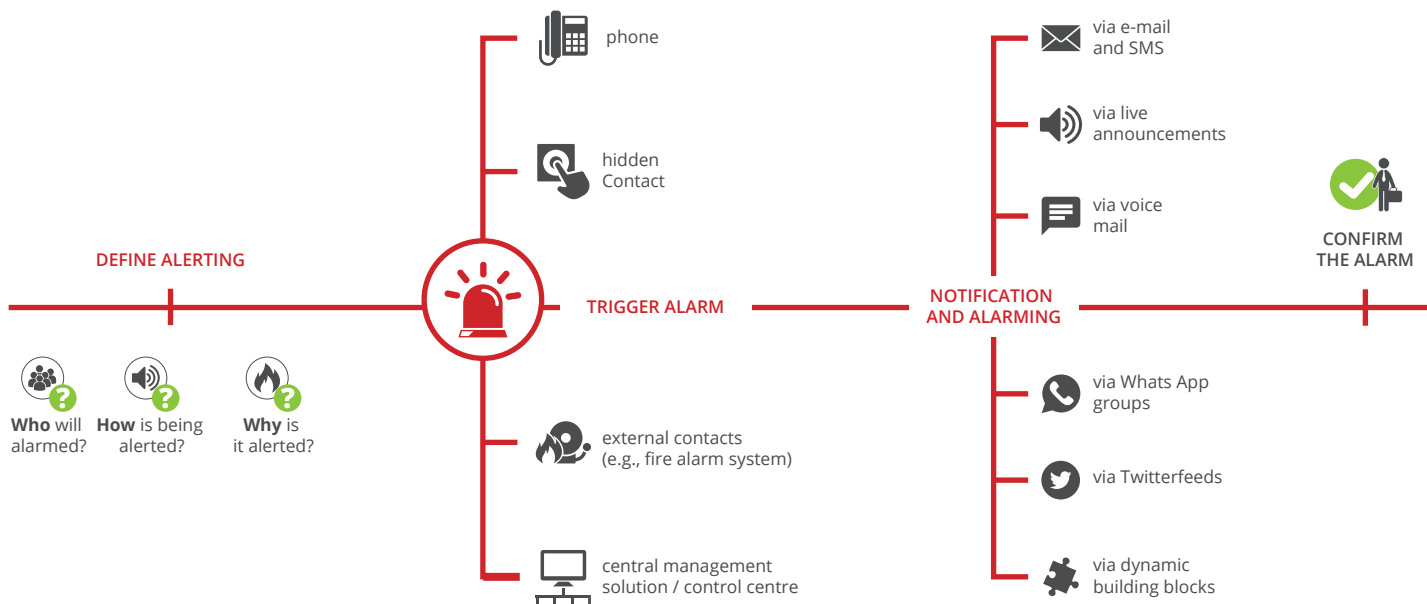 DEFINE ALERTING
Who will
alarmed?
How is being
alerted?
Why is
it alerted?
phone
hidden
Contact
TRIGGER ALARM
external contacts
(e.g., fire alarm system)
central management
solution / control centre
via e-mail
and SMS
via live
announcements
via voice
mail
NOTIFICATION
AND ALARMING
via Whats App
groups
via Twitterfeeds
via dynamic
building blocks
CONFIRM
THE ALARM